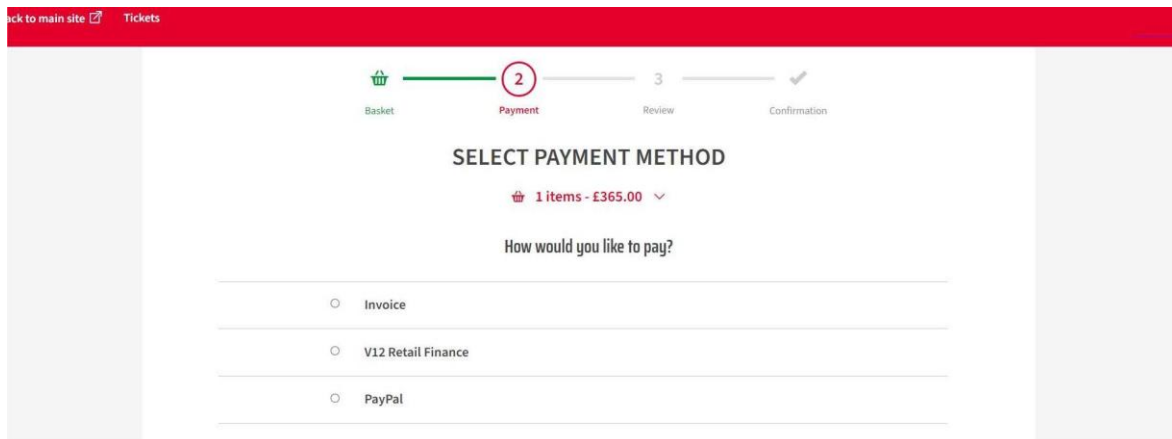 ack to main site Tickets
2 3
Basket Payment Review Confirmation
SELECT PAYMENT METHOD
1 items - £365.00
How would you like to pay?
Invoice
V12 Retail Finance
PayPal